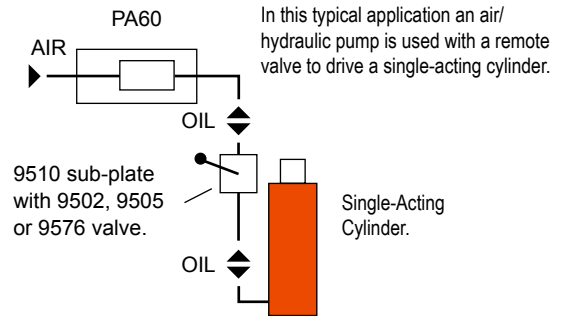 PA60
In this typical application an air/
hydraulic pump is used with a remote
valve to drive a single-acting cylinder.
AIR
OIL
9510 sub-plate
with 9502, 9505
or 9576 valve.
Single-Acting
Cylinder.
OIL